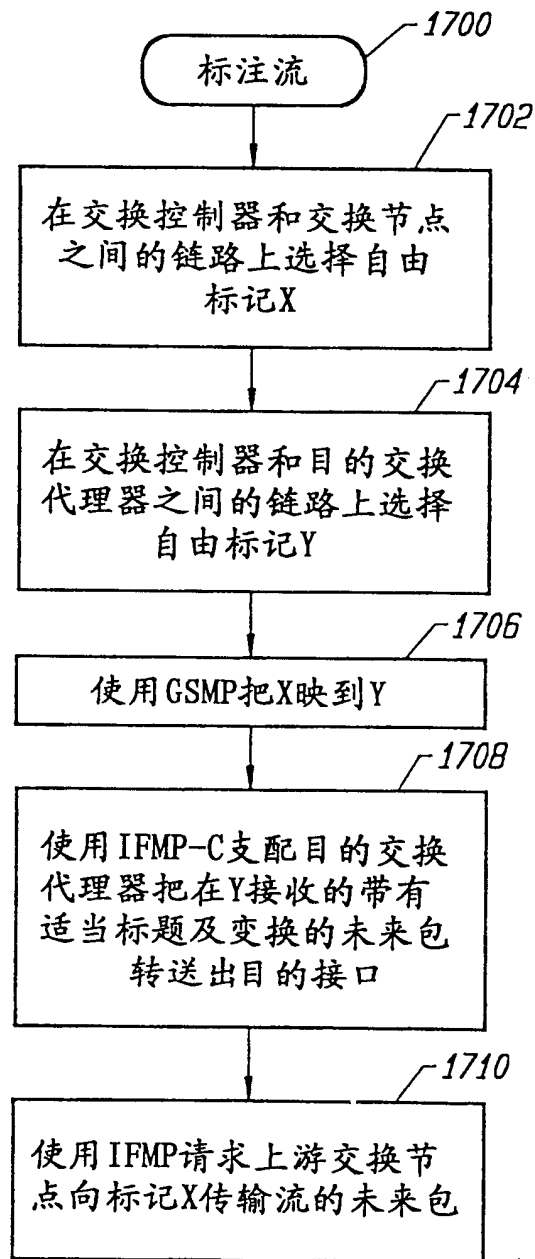 1700
标注流
1702
在交换控制器和交换节点
之间的链路上选择自由
标记X
1704
在交换控制器和目的交换
代理器之间的链路上选择
自由标记Y
1706
使用GSMP把X映到Y
1708
使用IFMP-C支配目的交换
代理器把在Y接收的带有
适当标题及变换的未来包
转送出目的接口
1710
使用IFMP请求上游交换节
点向标记X传输流的未来包